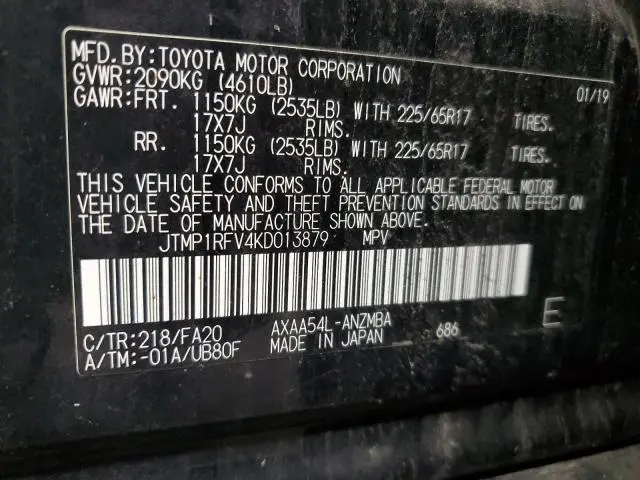 MFD. BY: TOYOTA MOTOR CORPORATION 01/19
GVWR: 2090KG (4610LB)
GAWR: FRT. 1150KG (2535LB) WITH 225/65R17 TIRES.
17X7J RIMS.
RR. 1150KG (2535LB) WITH 225/65R17 TIRES.
17X7J RIMS.
THIS VEHICLE CONFORMS TO ALL APPLICABLE FEDERAL MOTOR
VEHICLE SAFETY AND THEFT PREVENTION STANDARDS IN EFFECT ON
THE DATE OF MANUFACTURE SHOWN ABOVE.
JTMP1RFV4KD013879 MPV
C/TR: 218/FA20 AXAA54L-ANZMBA E
A/TM: -01A/UB80F MADE IN JAPAN 686